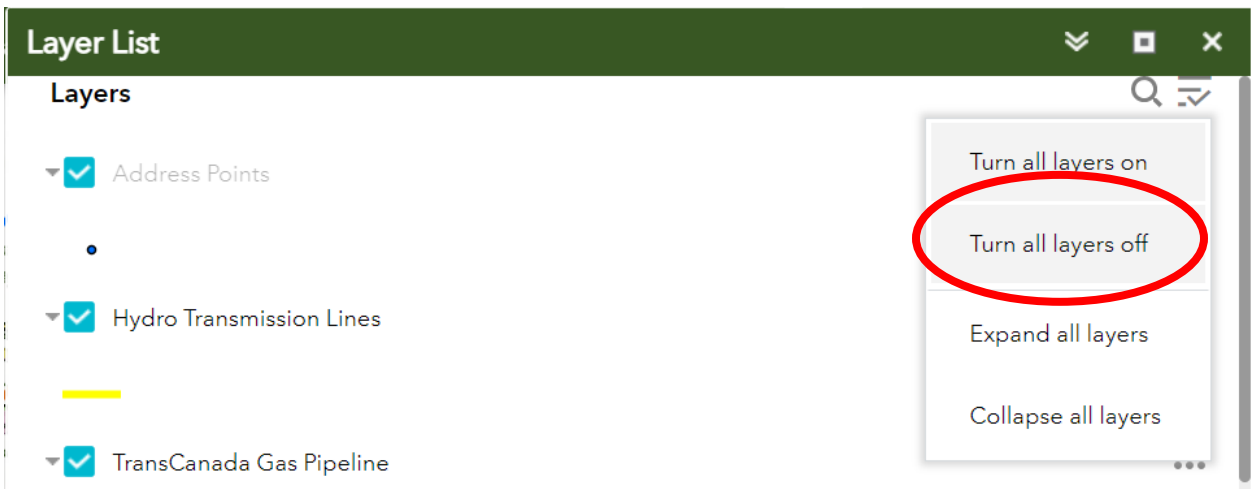 Layer List
Layers
Turn all layers on
Address Points
Turn all layers off
Hydro Transmission Lines
Expand all layers
Collapse all layers
TransCanada Gas Pipeline